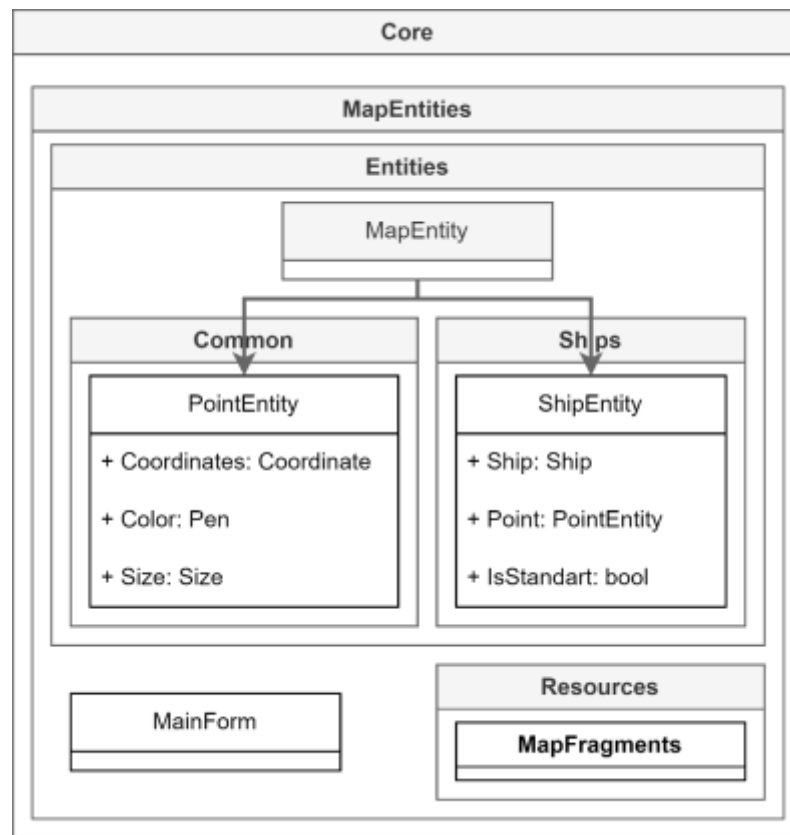 Core
MapEntities
Entities
MapEntity
Common
Ships
PointEntity
+ Coordinates: Coordinate
+ Color: Pen
+ Size: Size
ShipEntity
+ Ship: Ship
+ Point: PointEntity
+ IsStandart: bool
MainForm
Resources
MapFragments